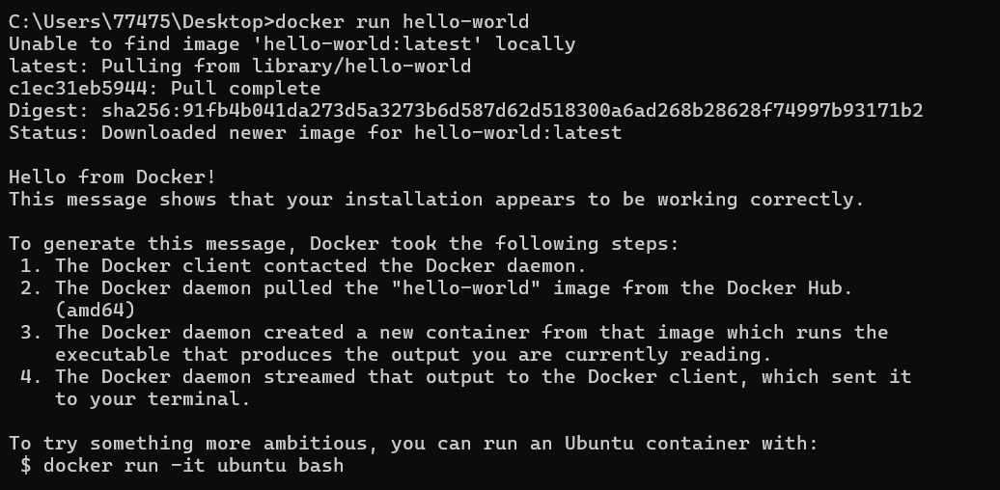 C:\Users\77475\Desktop>docker run hello-world
Unable to find image 'hello-world:latest' locally
latest: Pulling from library/hello-world
c1ec31eb5944: Pull complete
Digest: sha256:91fb4b041da273d5a3273b6d587d62d518300a6ad268b28628f74997b93171b2
Status: Downloaded newer image for hello-world:latest

Hello from Docker!
This message shows that your installation appears to be working correctly.

To generate this message, Docker took the following steps:
 1. The Docker client contacted the Docker daemon.
 2. The Docker daemon pulled the "hello-world" image from the Docker Hub.
    (amd64)
 3. The Docker daemon created a new container from that image which runs the
    executable that produces the output you are currently reading.
 4. The Docker daemon streamed that output to the Docker client, which sent it
    to your terminal.

To try something more ambitious, you can run an Ubuntu container with:
 $ docker run -it ubuntu bash